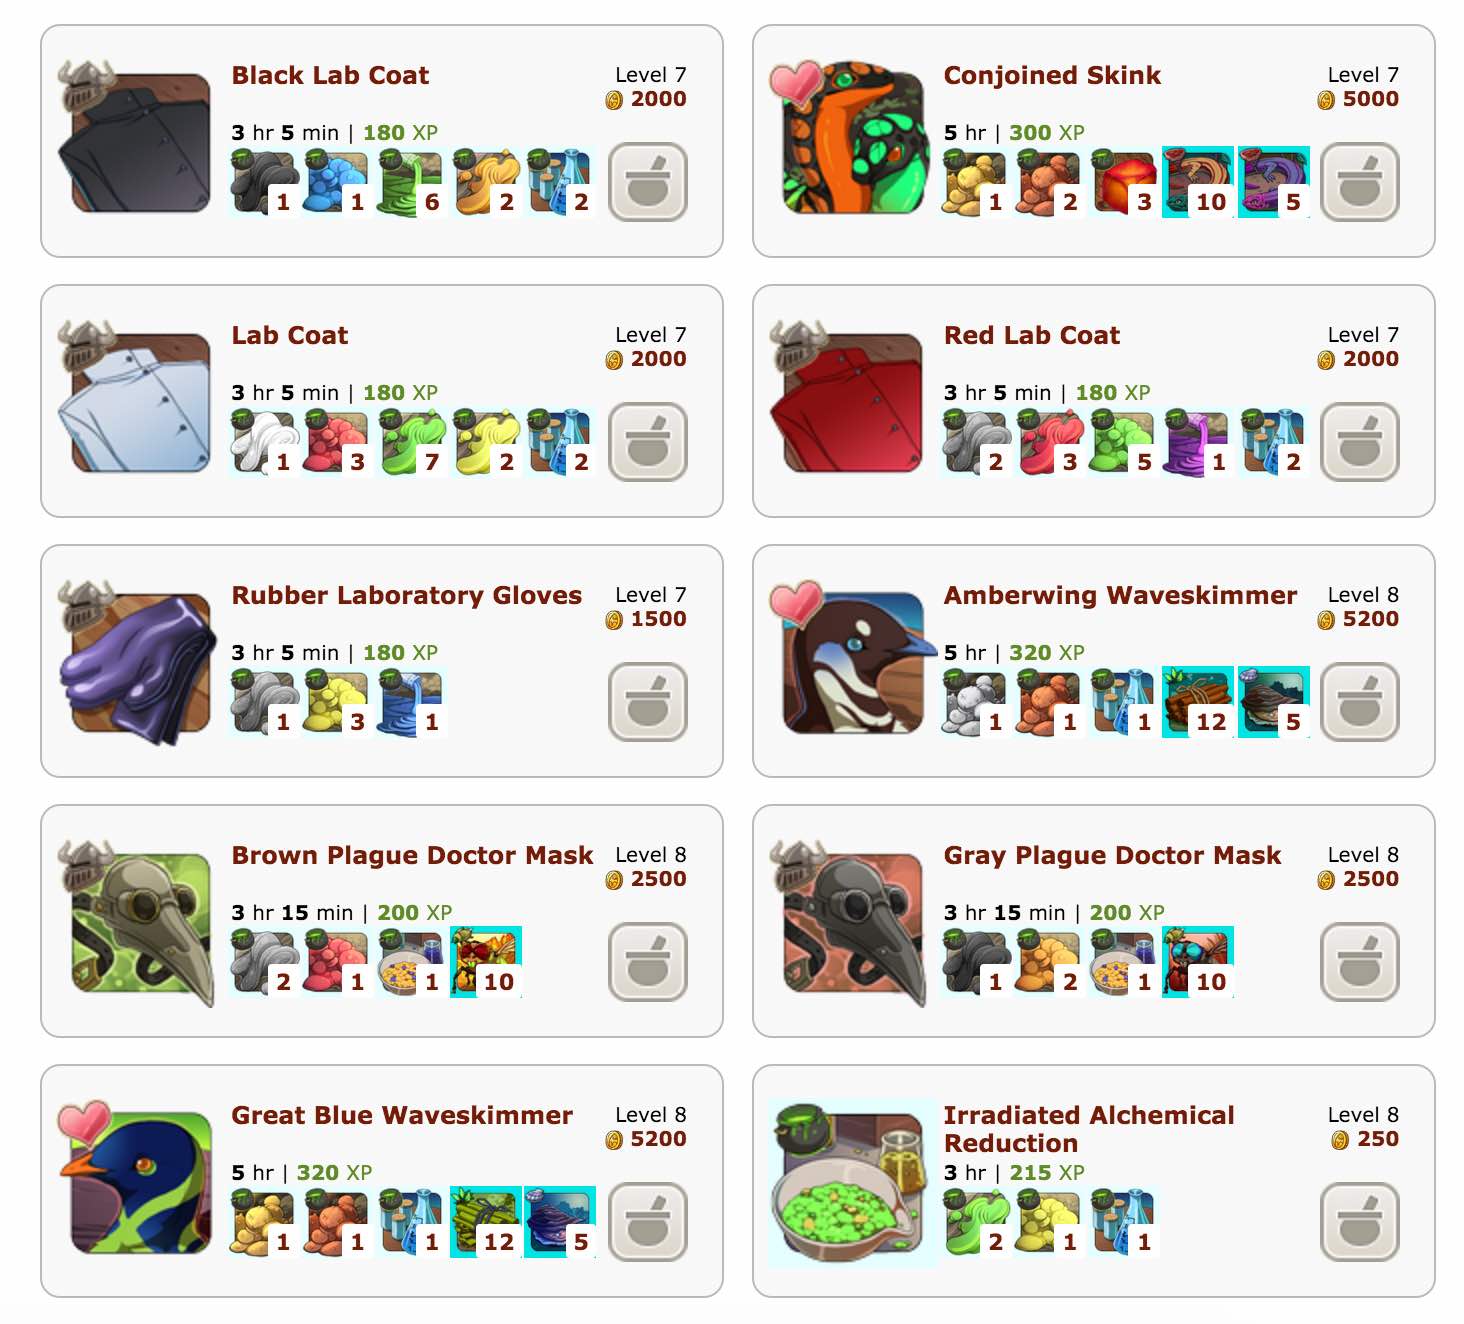 Black Lab Coat
Level 7
2000
3 hr 5 min | 180 XP
1 1 6 2 2
Conjoined Skink
Level 7
5000
5 hr | 300 XP
1 2 3 10 5
Lab Coat
Level 7
2000
3 hr 5 min | 180 XP
1 3 7 2 2
Red Lab Coat
Level 7
2000
3 hr 5 min | 180 XP
2 3 5 1 2
Rubber Laboratory Gloves
Level 7
1500
3 hr 5 min | 180 XP
1 3 1
Amberwing Waveskimmer
Level 8
5200
5 hr | 320 XP
1 1 1 12 5
Brown Plague Doctor Mask
Level 8
2500
3 hr 15 min | 200 XP
2 1 1 10
Gray Plague Doctor Mask
Level 8
2500
3 hr 15 min | 200 XP
1 2 1 10
Great Blue Waveskimmer
Level 8
5200
5 hr | 320 XP
1 1 1 12 5
Irradiated Alchemical
Reduction
Level 8
250
3 hr | 215 XP
2 1 1